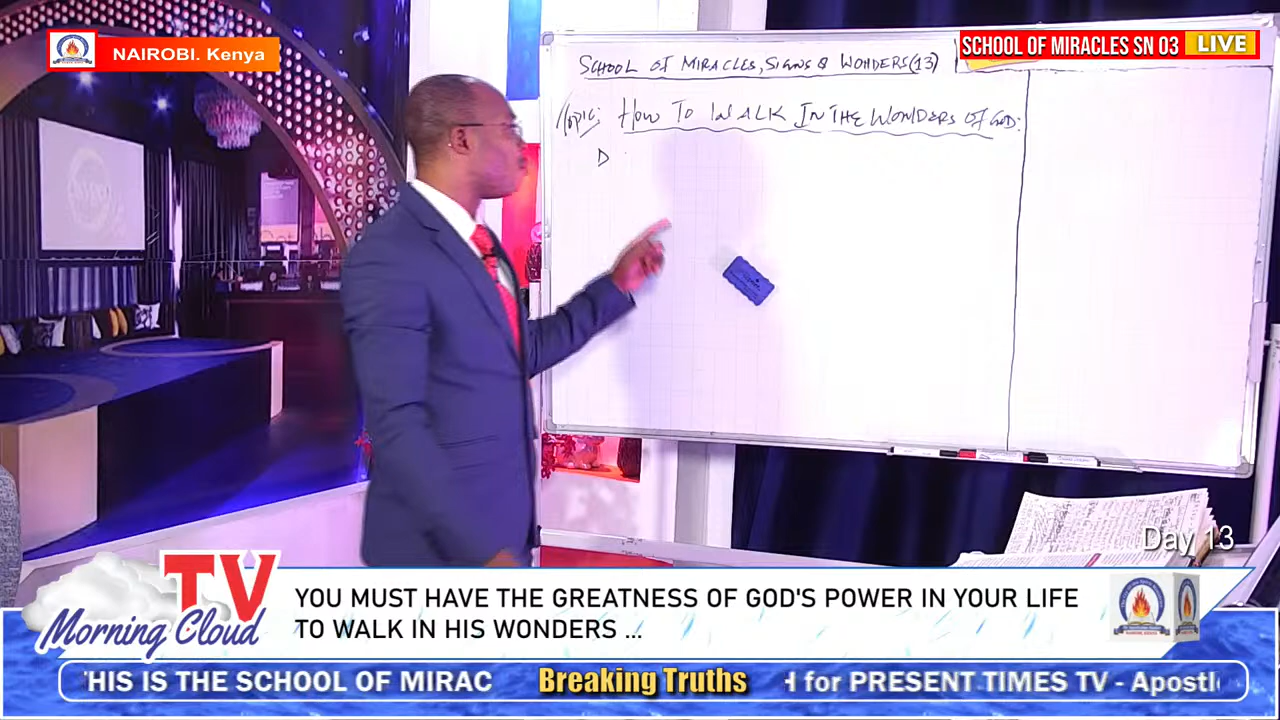 NAIROBI. Kenya
SCHOOL OF MIRACLES SN 03
LIVE
SCHOOL OF MIRACLES, SIGNS & WONDERS (13)
Topic: HOW TO WALK IN THE WONDERS OF GOD:
Day 13
TV
Morning Cloud
YOU MUST HAVE THE GREATNESS OF GOD'S POWER IN YOUR LIFE
TO WALK IN HIS WONDERS ...
'HIS IS THE SCHOOL OF MIRAC
Breaking Truths
for PRESENT TIMES TV - Apostl